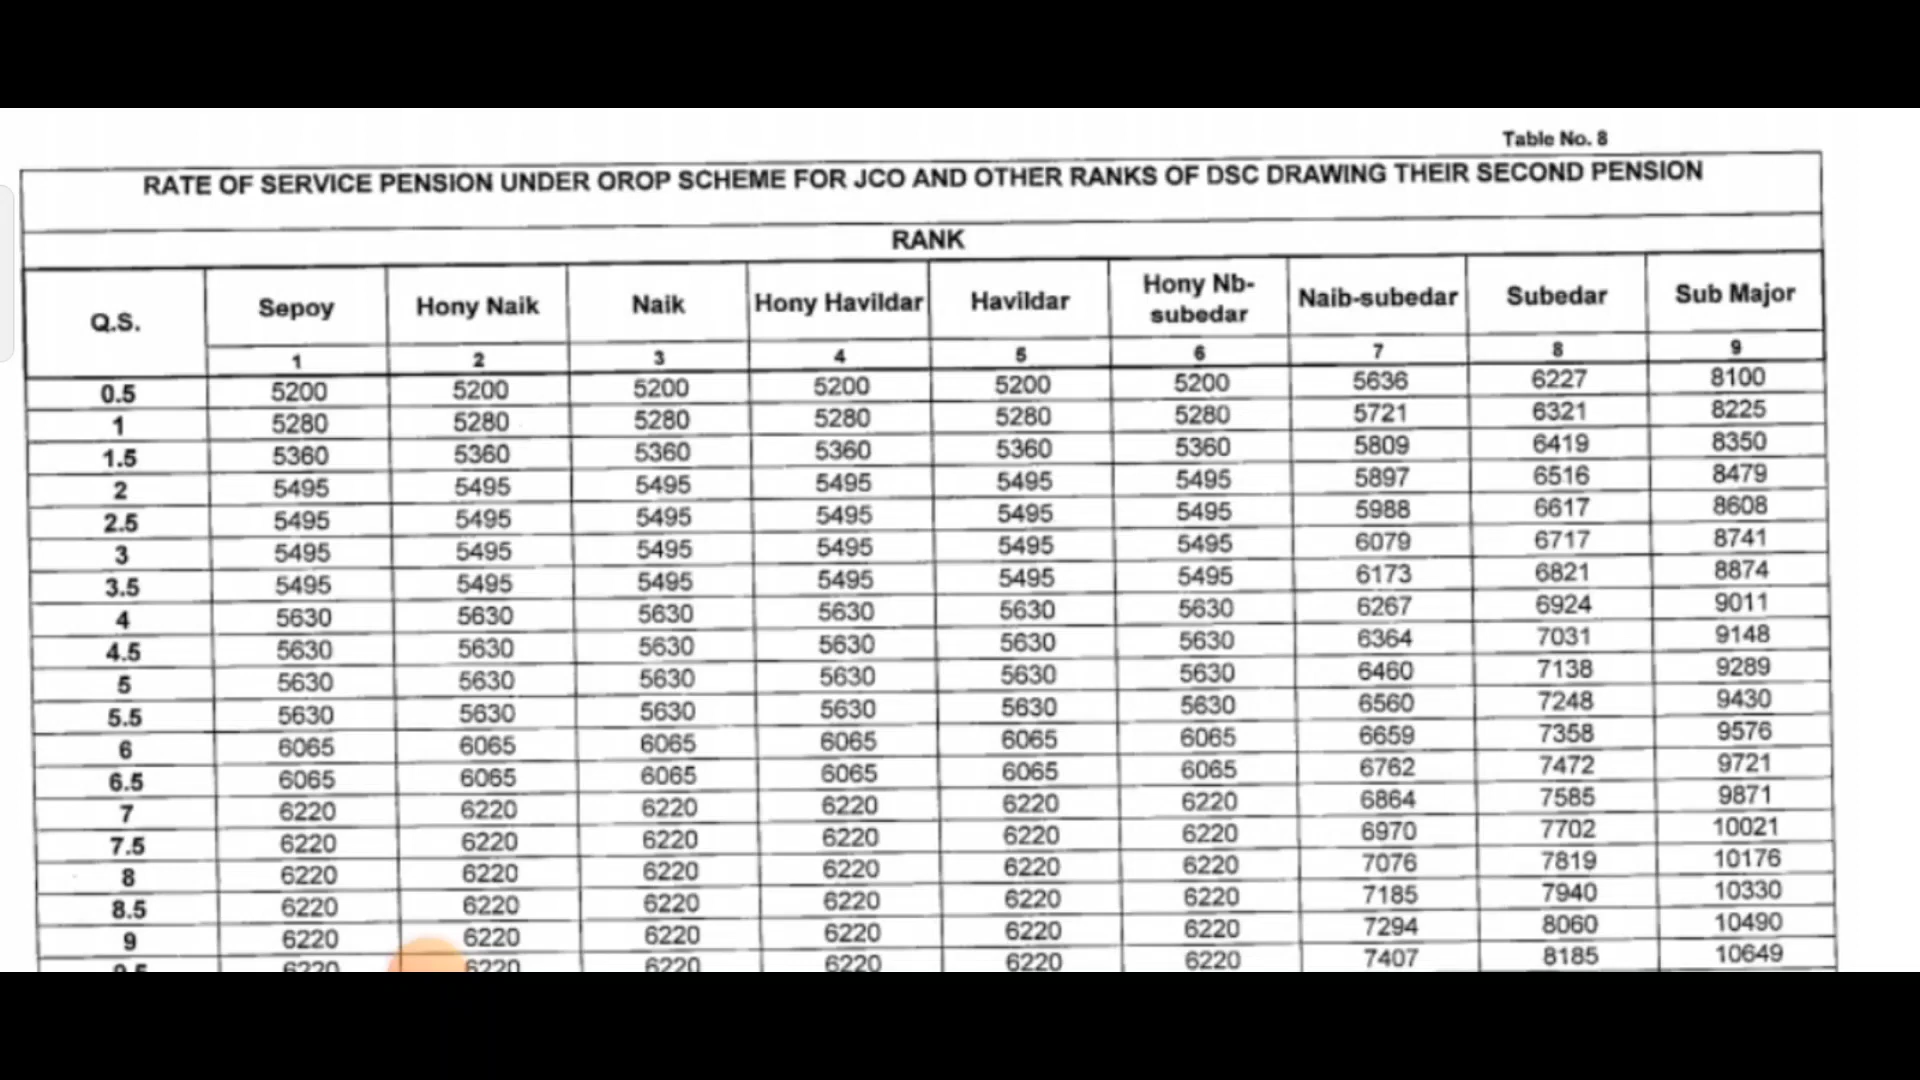 Table No. 8
RATE OF SERVICE PENSION UNDER OROP SCHEME FOR JCO AND OTHER RANKS OF DSC DRAWING THEIR SECOND PENSION
RANK
Q.S. Sepoy Hony Naik Naik Hony Havildar Havildar Hony Nb-subedar Naib-subedar Subedar Sub Major
1 2 3 4 5 6 7 8 9
0.5 5200 5200 5200 5200 5200 5200 5636 6227 8100
1 5280 5280 5280 5280 5280 5280 5721 6321 8225
1.5 5360 5360 5360 5360 5360 5360 5809 6419 8350
2 5495 5495 5495 5495 5495 5495 5897 6516 8479
2.5 5495 5495 5495 5495 5495 5495 5988 6617 8608
3 5495 5495 5495 5495 5495 5495 6079 6717 8741
3.5 5495 5495 5495 5495 5495 5495 6173 6821 8874
4 5630 5630 5630 5630 5630 5630 6267 6924 9011
4.5 5630 5630 5630 5630 5630 5630 6364 7031 9148
5 5630 5630 5630 5630 5630 5630 6460 7138 9289
5.5 5630 5630 5630 5630 5630 5630 6560 7248 9430
6 6065 6065 6065 6065 6065 6065 6659 7358 9576
6.5 6065 6065 6065 6065 6065 6065 6762 7472 9721
7 6220 6220 6220 6220 6220 6220 6864 7585 9871
7.5 6220 6220 6220 6220 6220 6220 6970 7702 10021
8 6220 6220 6220 6220 6220 6220 7076 7819 10176
8.5 6220 6220 6220 6220 6220 6220 7185 7940 10330
9 6220 6220 6220 6220 6220 6220 7294 8060 10490
9.5 6220 6220 6220 6220 6220 6220 7407 8185 10649